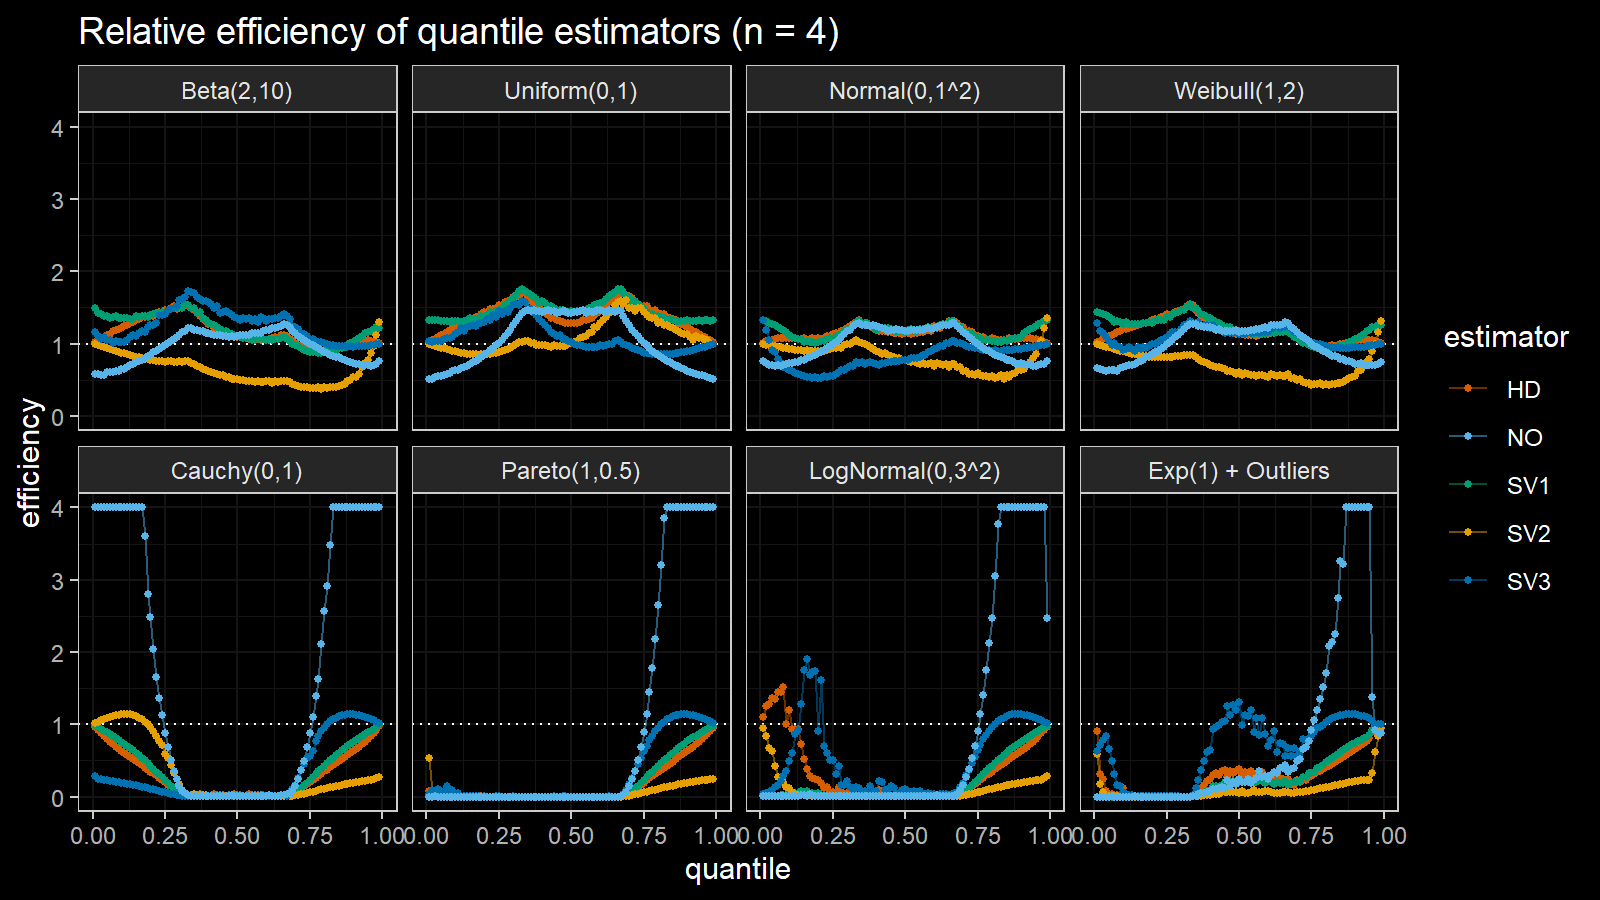 Relative efficiency of quantile estimators (n = 4)
Beta(2,10)
Uniform(0,1)
Normal(0,1^2)
Weibull(1,2)
4
3
2
1
0
Cauchy(0,1)
Pareto(1,0.5)
LogNormal(0,3^2)
Exp(1) + Outliers
4
3
2
1
0
0.00 0.25 0.50 0.75 1.00
0.00 0.25 0.50 0.75 1.00
0.00 0.25 0.50 0.75 1.00
0.00 0.25 0.50 0.75 1.00
quantile
efficiency
estimator
HD
NO
SV1
SV2
SV3